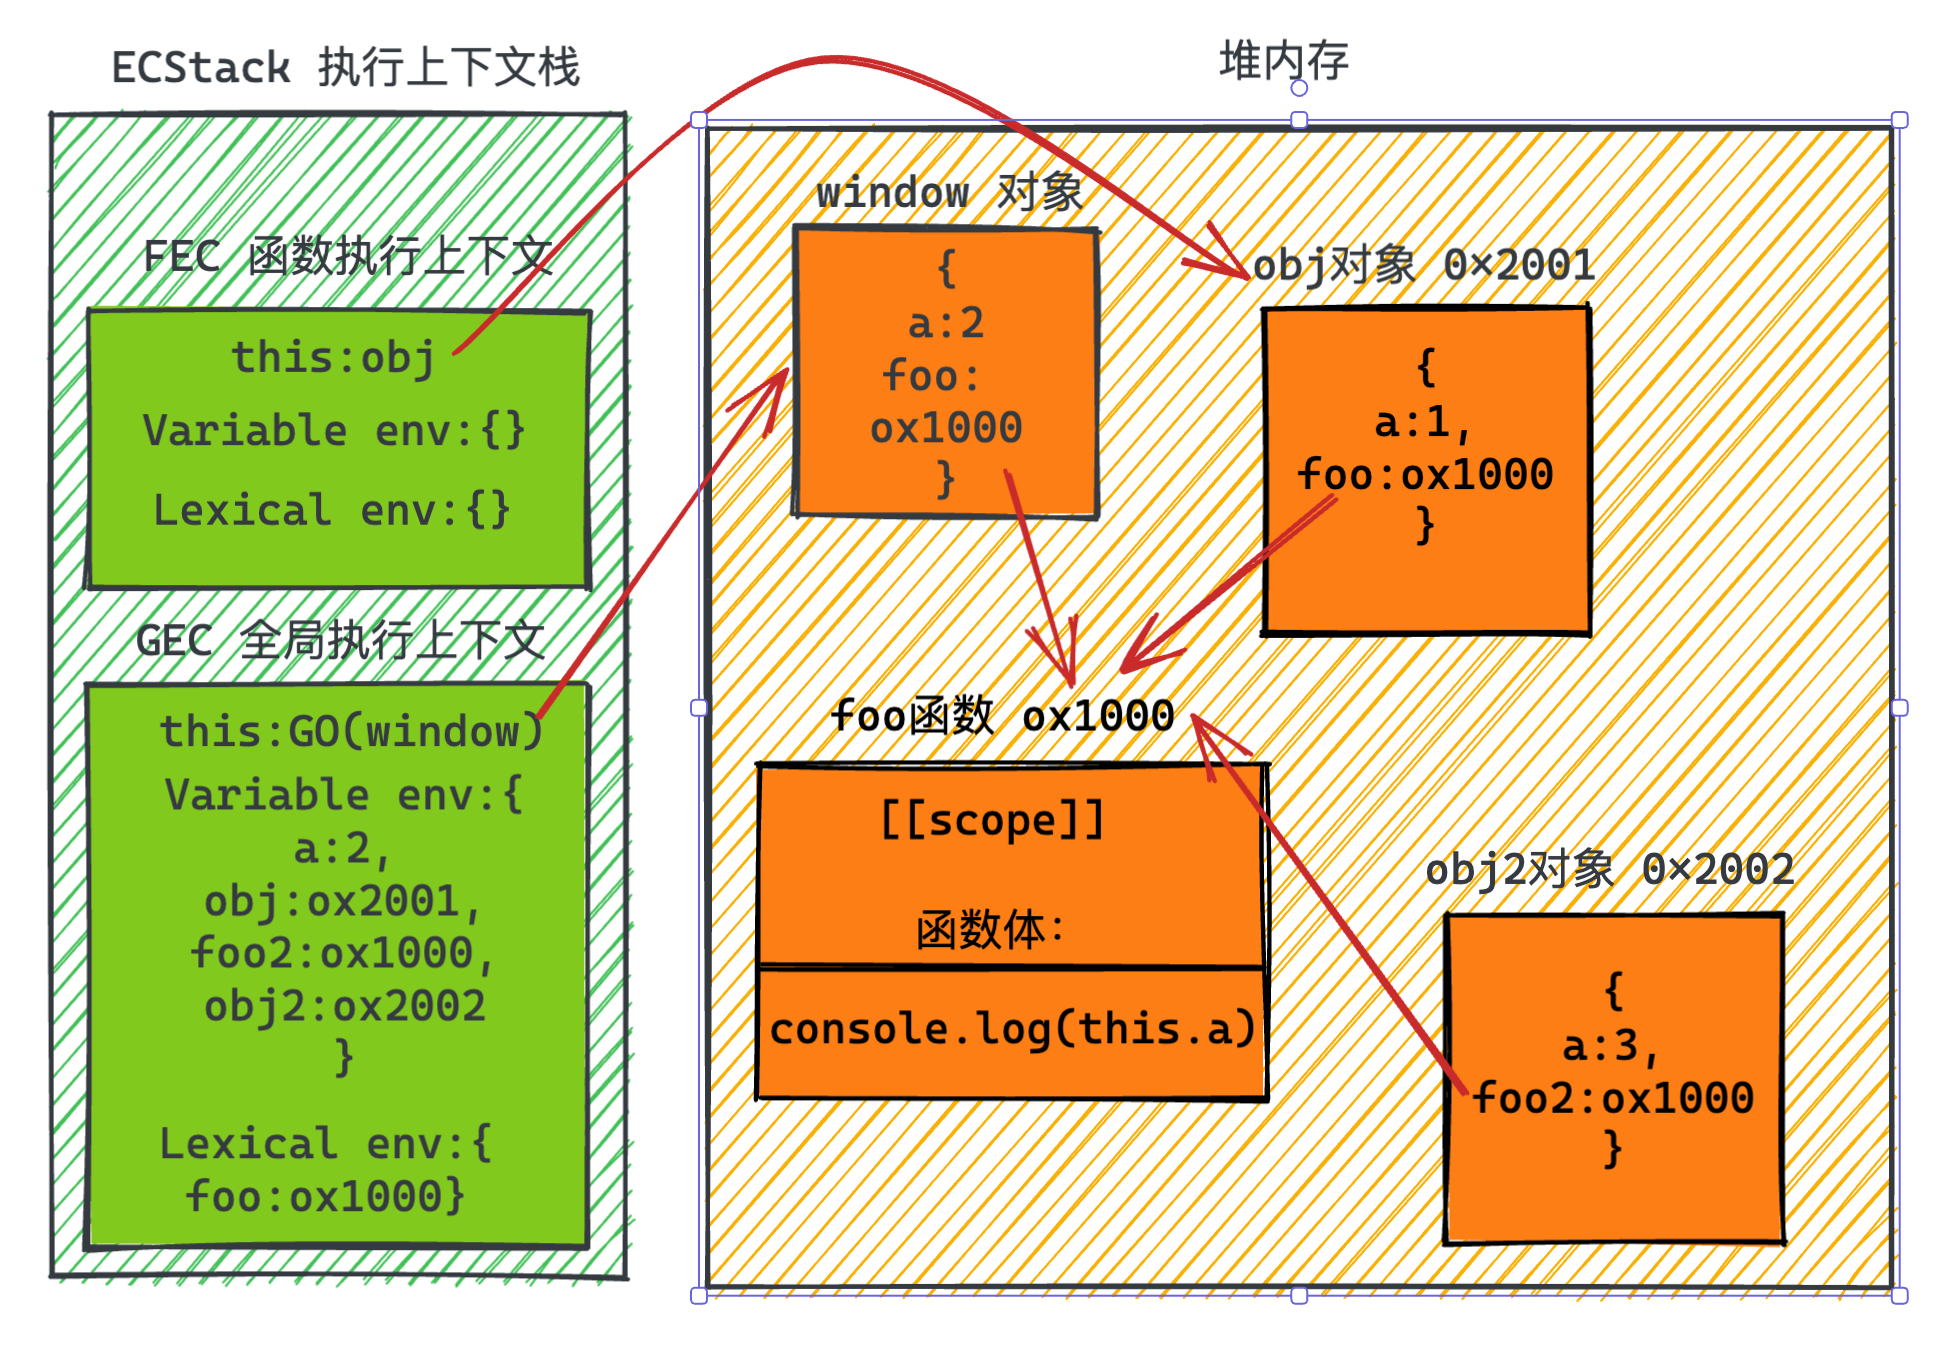 ECStack 执行上下文栈
FEC 函数执行上下文
this:obj
Variable env:{}
Lexical env:{}
GEC 全局执行上下文
this:GO(window)
Variable env:{
a:2,
obj:ox2001,
foo2:ox1000,
obj2:ox2002
}
Lexical env:{
foo:ox1000}
堆内存
window 对象
{
a:2
foo:
ox1000
}
obj对象 0×2001
{
a:1,
foo:ox1000
}
foo函数 ox1000
[[scope]]
函数体:
console.log(this.a)
obj2对象 0×2002
{
a:3,
foo2:ox1000
}